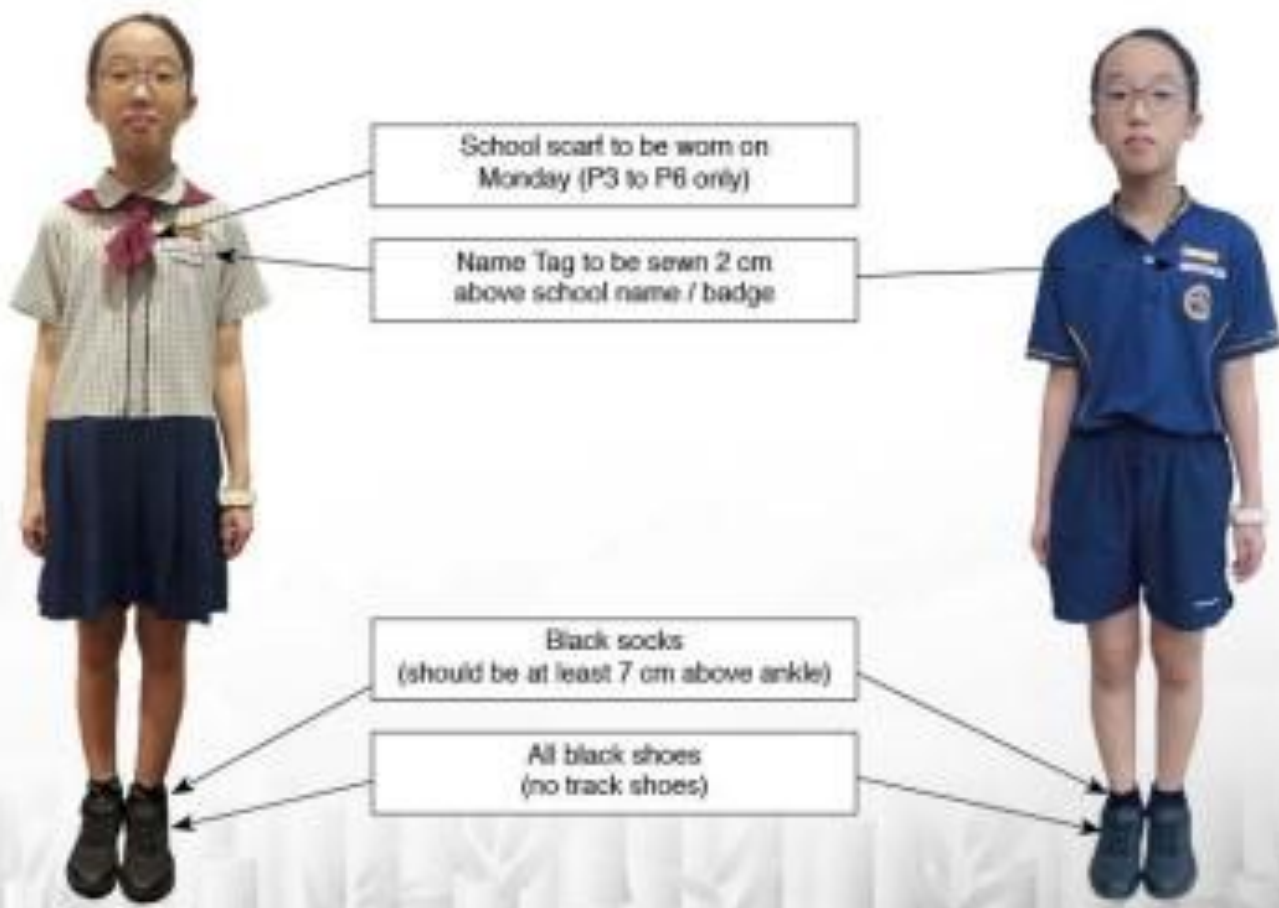 School scarf to be worn on
Monday (P3 to P6 only)
Name Tag to be sewn 2 cm
above school name / badge
Black socks
(should be at least 7 cm above ankle)
All black shoes
(no track shoes)